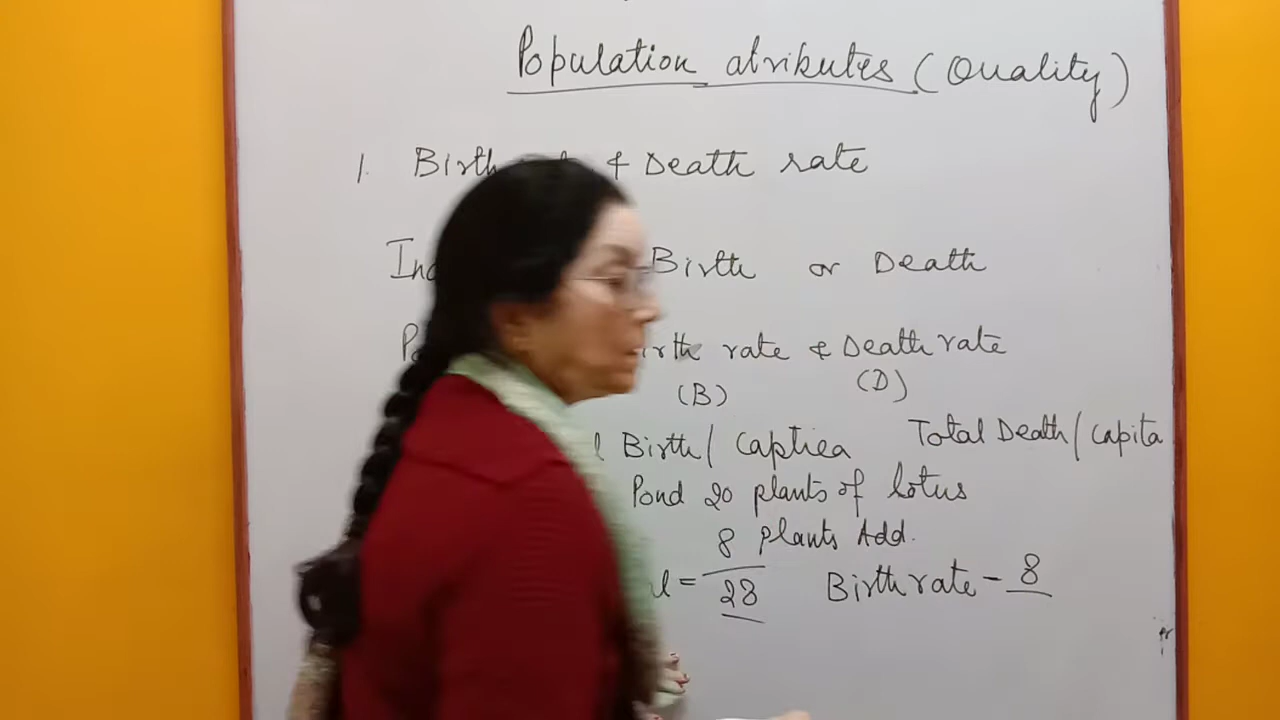 Population atributes (Quality)
1. Birth & Death rate
Birth or Death
rate & Death rate
(B) (D)
Birth / Captiea Total Death / Capita
Pond 20 plants of lotus
8 plants Add.
= 28 Birth rate - 8